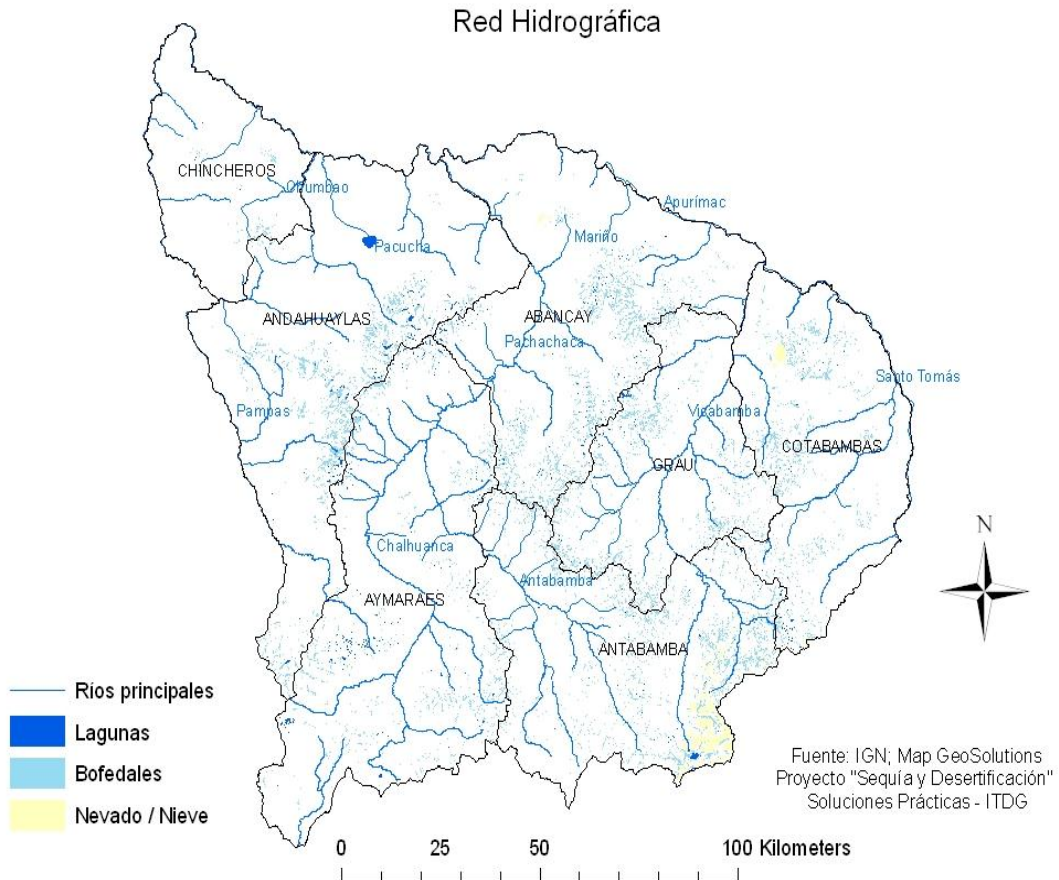 Red Hidrográfica
CHINCHEROS
Chumbao
Apurímac
Mariño
Pacucha
ANDAHUAYLAS
ABANCAY
Pachachaca
Santo Tomás
Pampas
Vicabamba
COTABAMBAS
GRAU
N
Chalhuanca
Antabamba
AYMARAES
ANTABAMBA
Ríos principales
Lagunas
Bofedales
Nevado / Nieve
Fuente: IGN; Map GeoSolutions
Proyecto "Sequía y Desertificación"
Soluciones Prácticas - ITDG
0 25 50 100 Kilometers